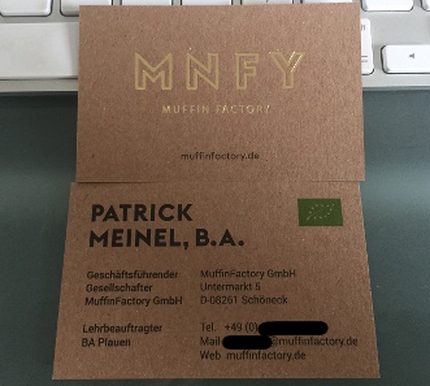 MNFY
MUFFIN FACTORY
muffinfactory.de
PATRICK
MEINEL, B.A.
Geschäftsführender MuffinFactory GmbH
Gesellschafter Untermarkt 5
MuffinFactory GmbH D-08261 Schöneck
Lehrbeauftragter Tel. +49 (0)
BA Plauen Mail @muffinfactory.de
Web muffinfactory.de